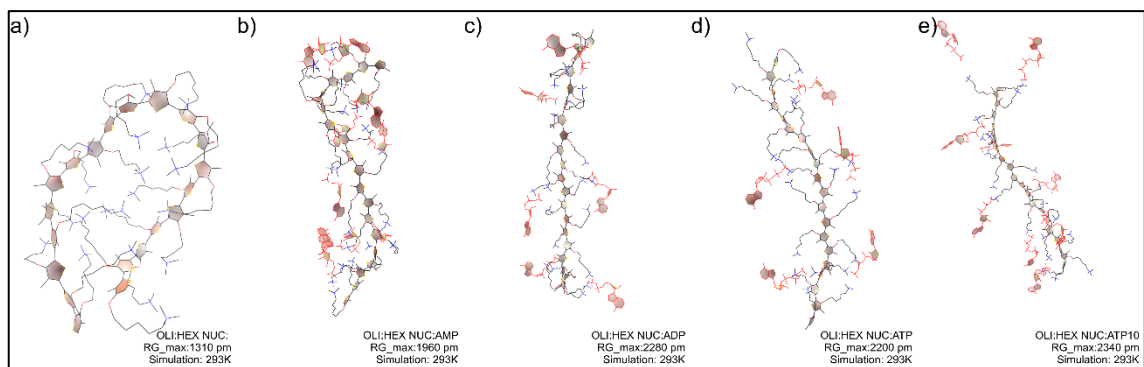 a)
b)
c)
d)
e)
OLI:HEX NUC:
RG_max:1310 pm
Simulation: 293K
OLI:HEX NUC:AMP
RG_max:1960 pm
Simulation: 293K
OLI:HEX NUC:ADP
RG_max:2280 pm
Simulation: 293K
OLI:HEX NUC:ATP
RG_max:2200 pm
Simulation: 293K
OLI:HEX NUC:ATP10
RG_max:2340 pm
Simulation: 293K